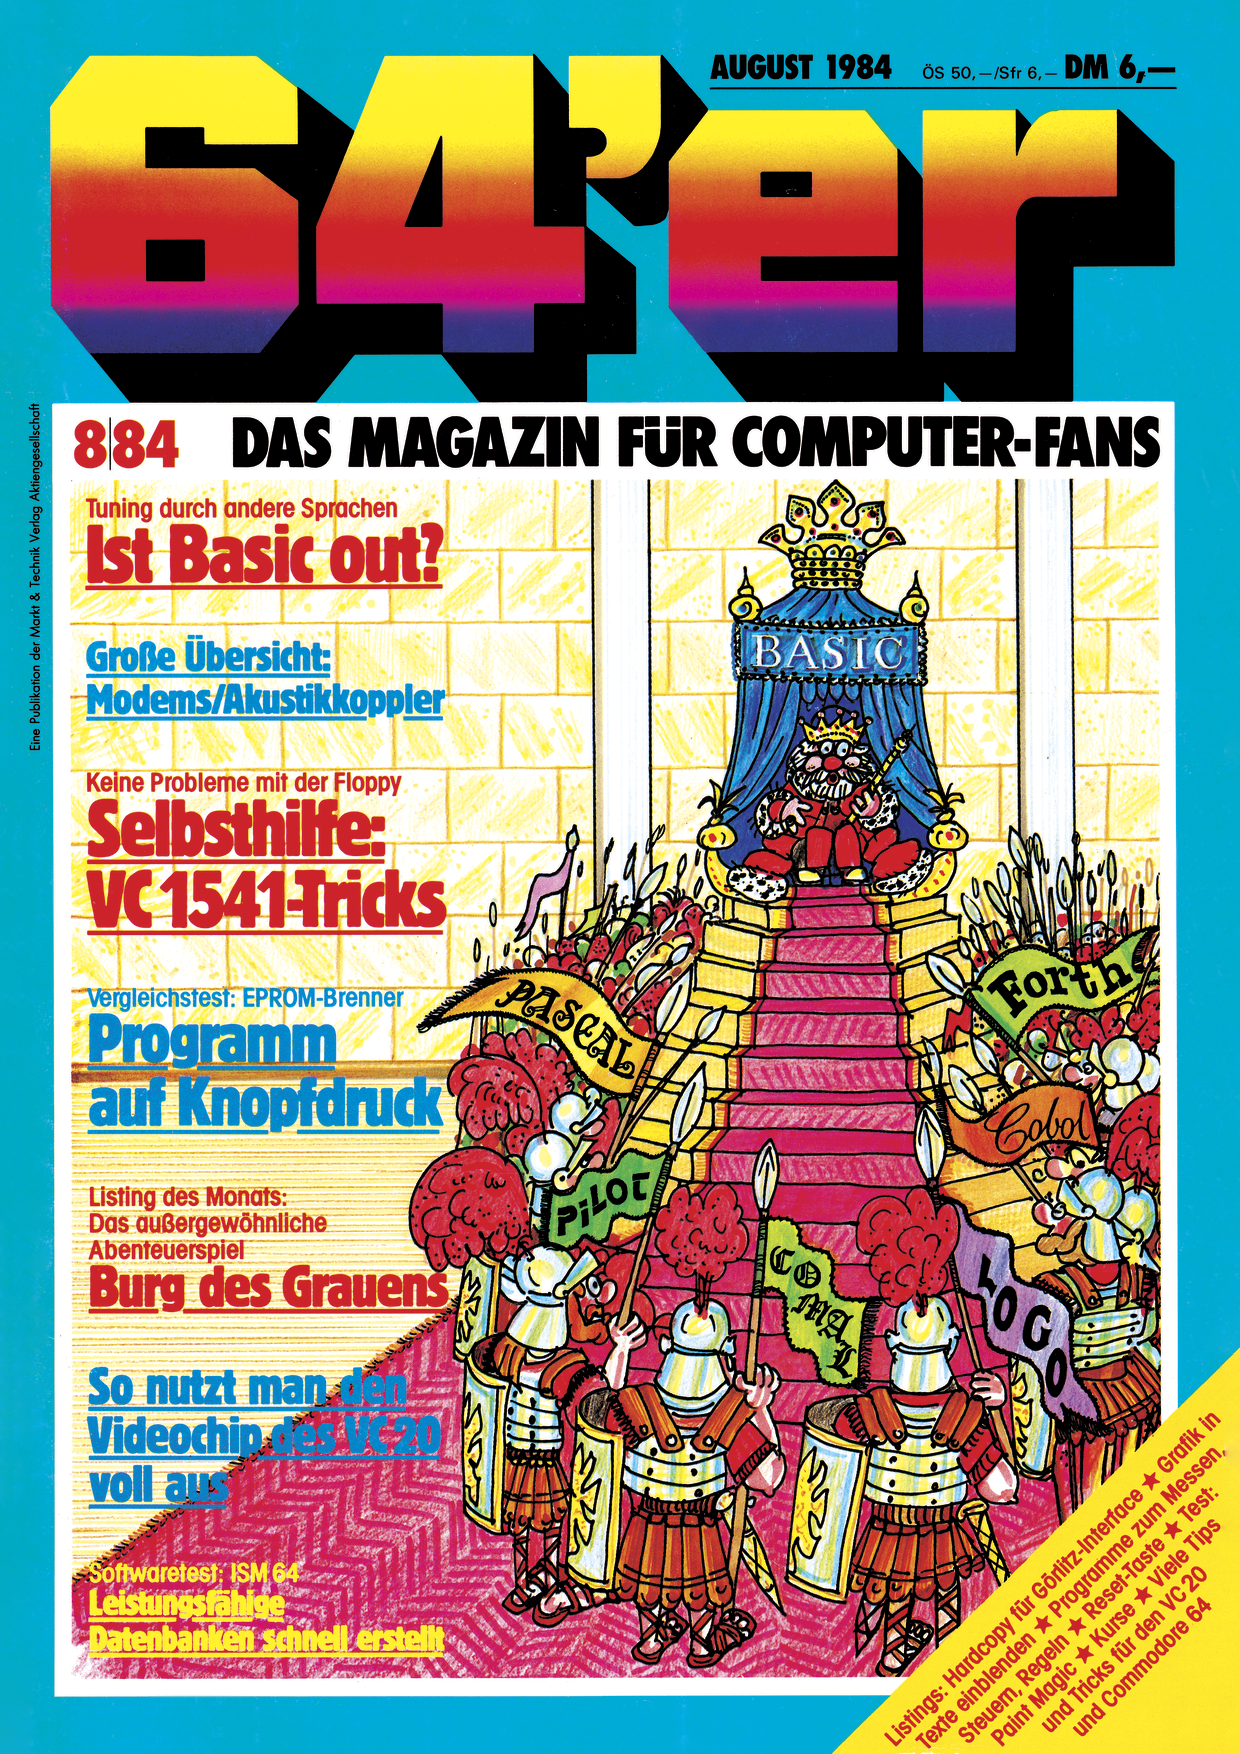 AUGUST 1984 ÖS 50,—/Sfr 6,— DM 6,—
64'er
8|84 DAS MAGAZIN FÜR COMPUTER-FANS
Eine Publikation der Markt & Technik Verlag Aktiengesellschaft
Tuning durch andere Sprachen
Ist Basic out?
Große Übersicht:
Modems/Akustikkoppler
Keine Probleme mit der Floppy
Selbsthilfe:
VC 1541-Tricks
Vergleichstest: EPROM-Brenner
Programm
auf Knopfdruck
Listing des Monats:
Das außergewöhnliche
Abenteuerspiel
Burg des Grauens
So nutzt man den
Videochip des VC 20
voll aus
Softwaretest: ISM 64
Leistungsfähige
Datenbanken schnell erstellt
BASIC
PASCAL
Forth
Cobol
PiLOT
COMAL
LOGO
Listings: Hardcopy für Görlitz-Interface ★ Grafik in
Texte einblenden ★ Programme zum Messen,
Steuern, Regeln ★ Reset-Taste ★ Test:
Paint Magic ★ Kurse ★ Viele Tips
und Tricks für den VC 20
und Commodore 64